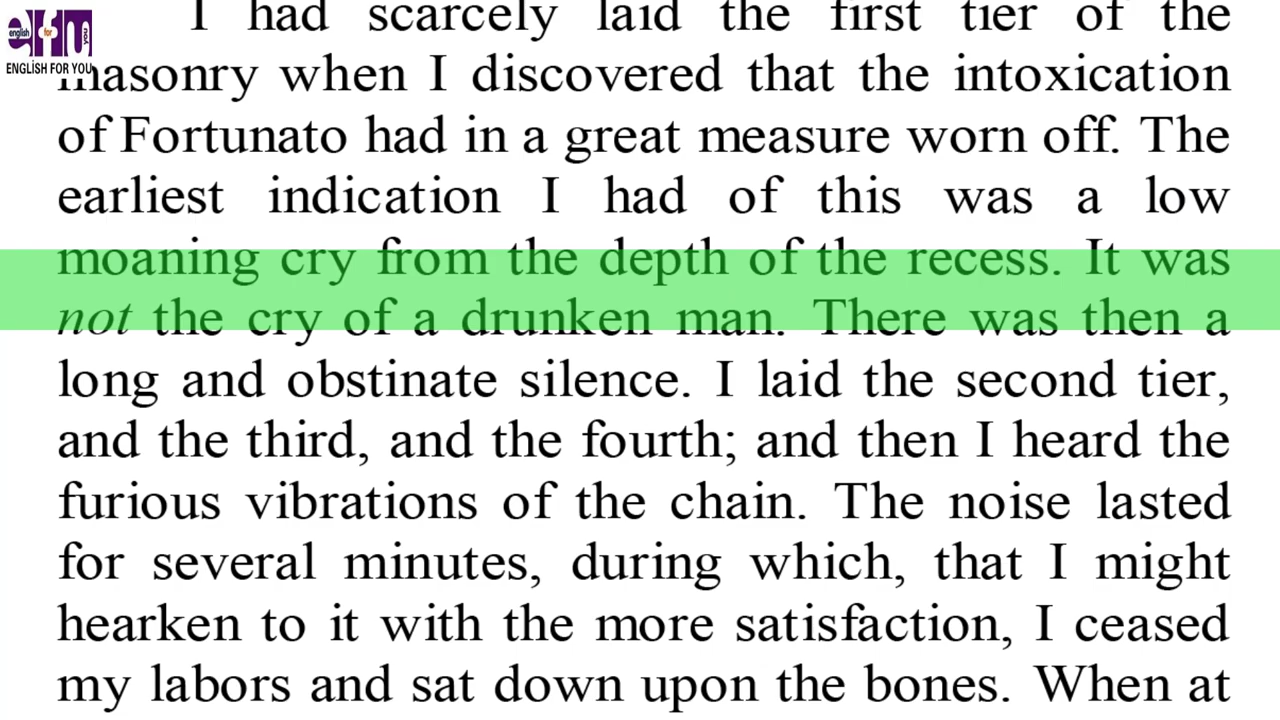 english for you
ENGLİSH FOR YOU
I had scarcely laid the first tier of the
masonry when I discovered that the intoxication
of Fortunato had in a great measure worn off. The
earliest indication I had of this was a low
moaning cry from the depth of the recess. It was
not the cry of a drunken man. There was then a
long and obstinate silence. I laid the second tier,
and the third, and the fourth; and then I heard the
furious vibrations of the chain. The noise lasted
for several minutes, during which, that I might
hearken to it with the more satisfaction, I ceased
my labors and sat down upon the bones. When at